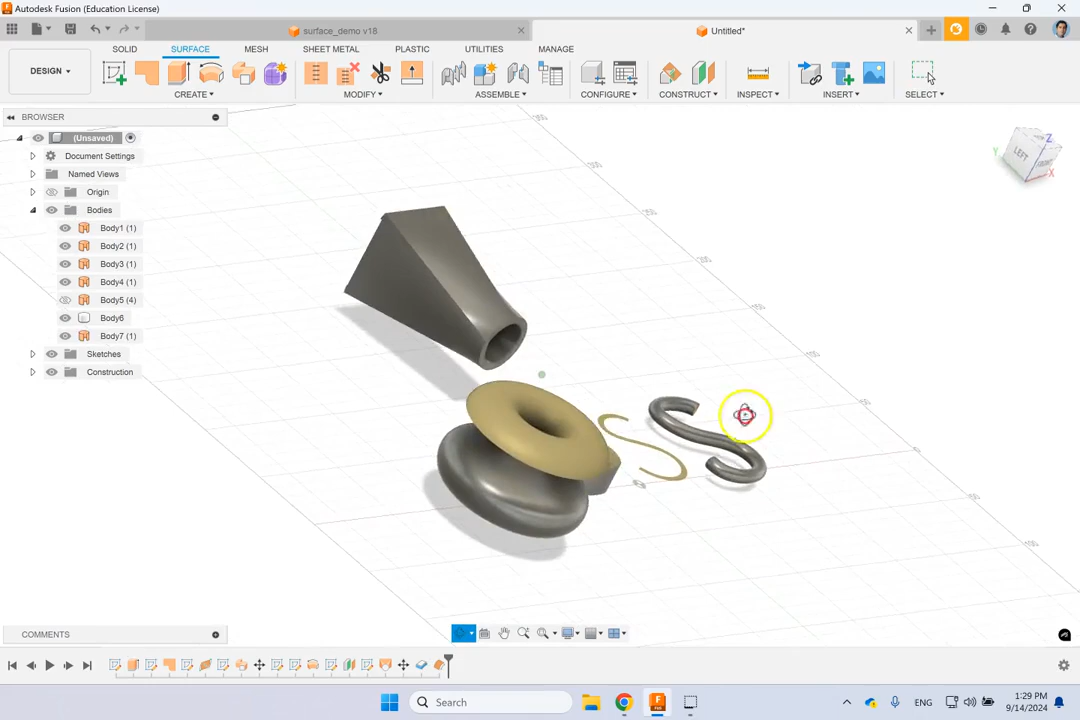 Autodesk Fusion (Education License)
surface_demo v18
Untitled*
DESIGN
SOLID
SURFACE
MESH
SHEET METAL
PLASTIC
UTILITIES
MANAGE
CREATE
MODIFY
ASSEMBLE
CONFIGURE
CONSTRUCT
INSPECT
INSERT
SELECT
BROWSER
(Unsaved)
Document Settings
Named Views
Origin
Bodies
Body1 (1)
Body2 (1)
Body3 (1)
Body4 (1)
Body5 (4)
Body6
Body7 (1)
Sketches
Construction
LEFT
Z
Y
X
COMMENTS
Search
ENG
1:29 PM
9/14/2024